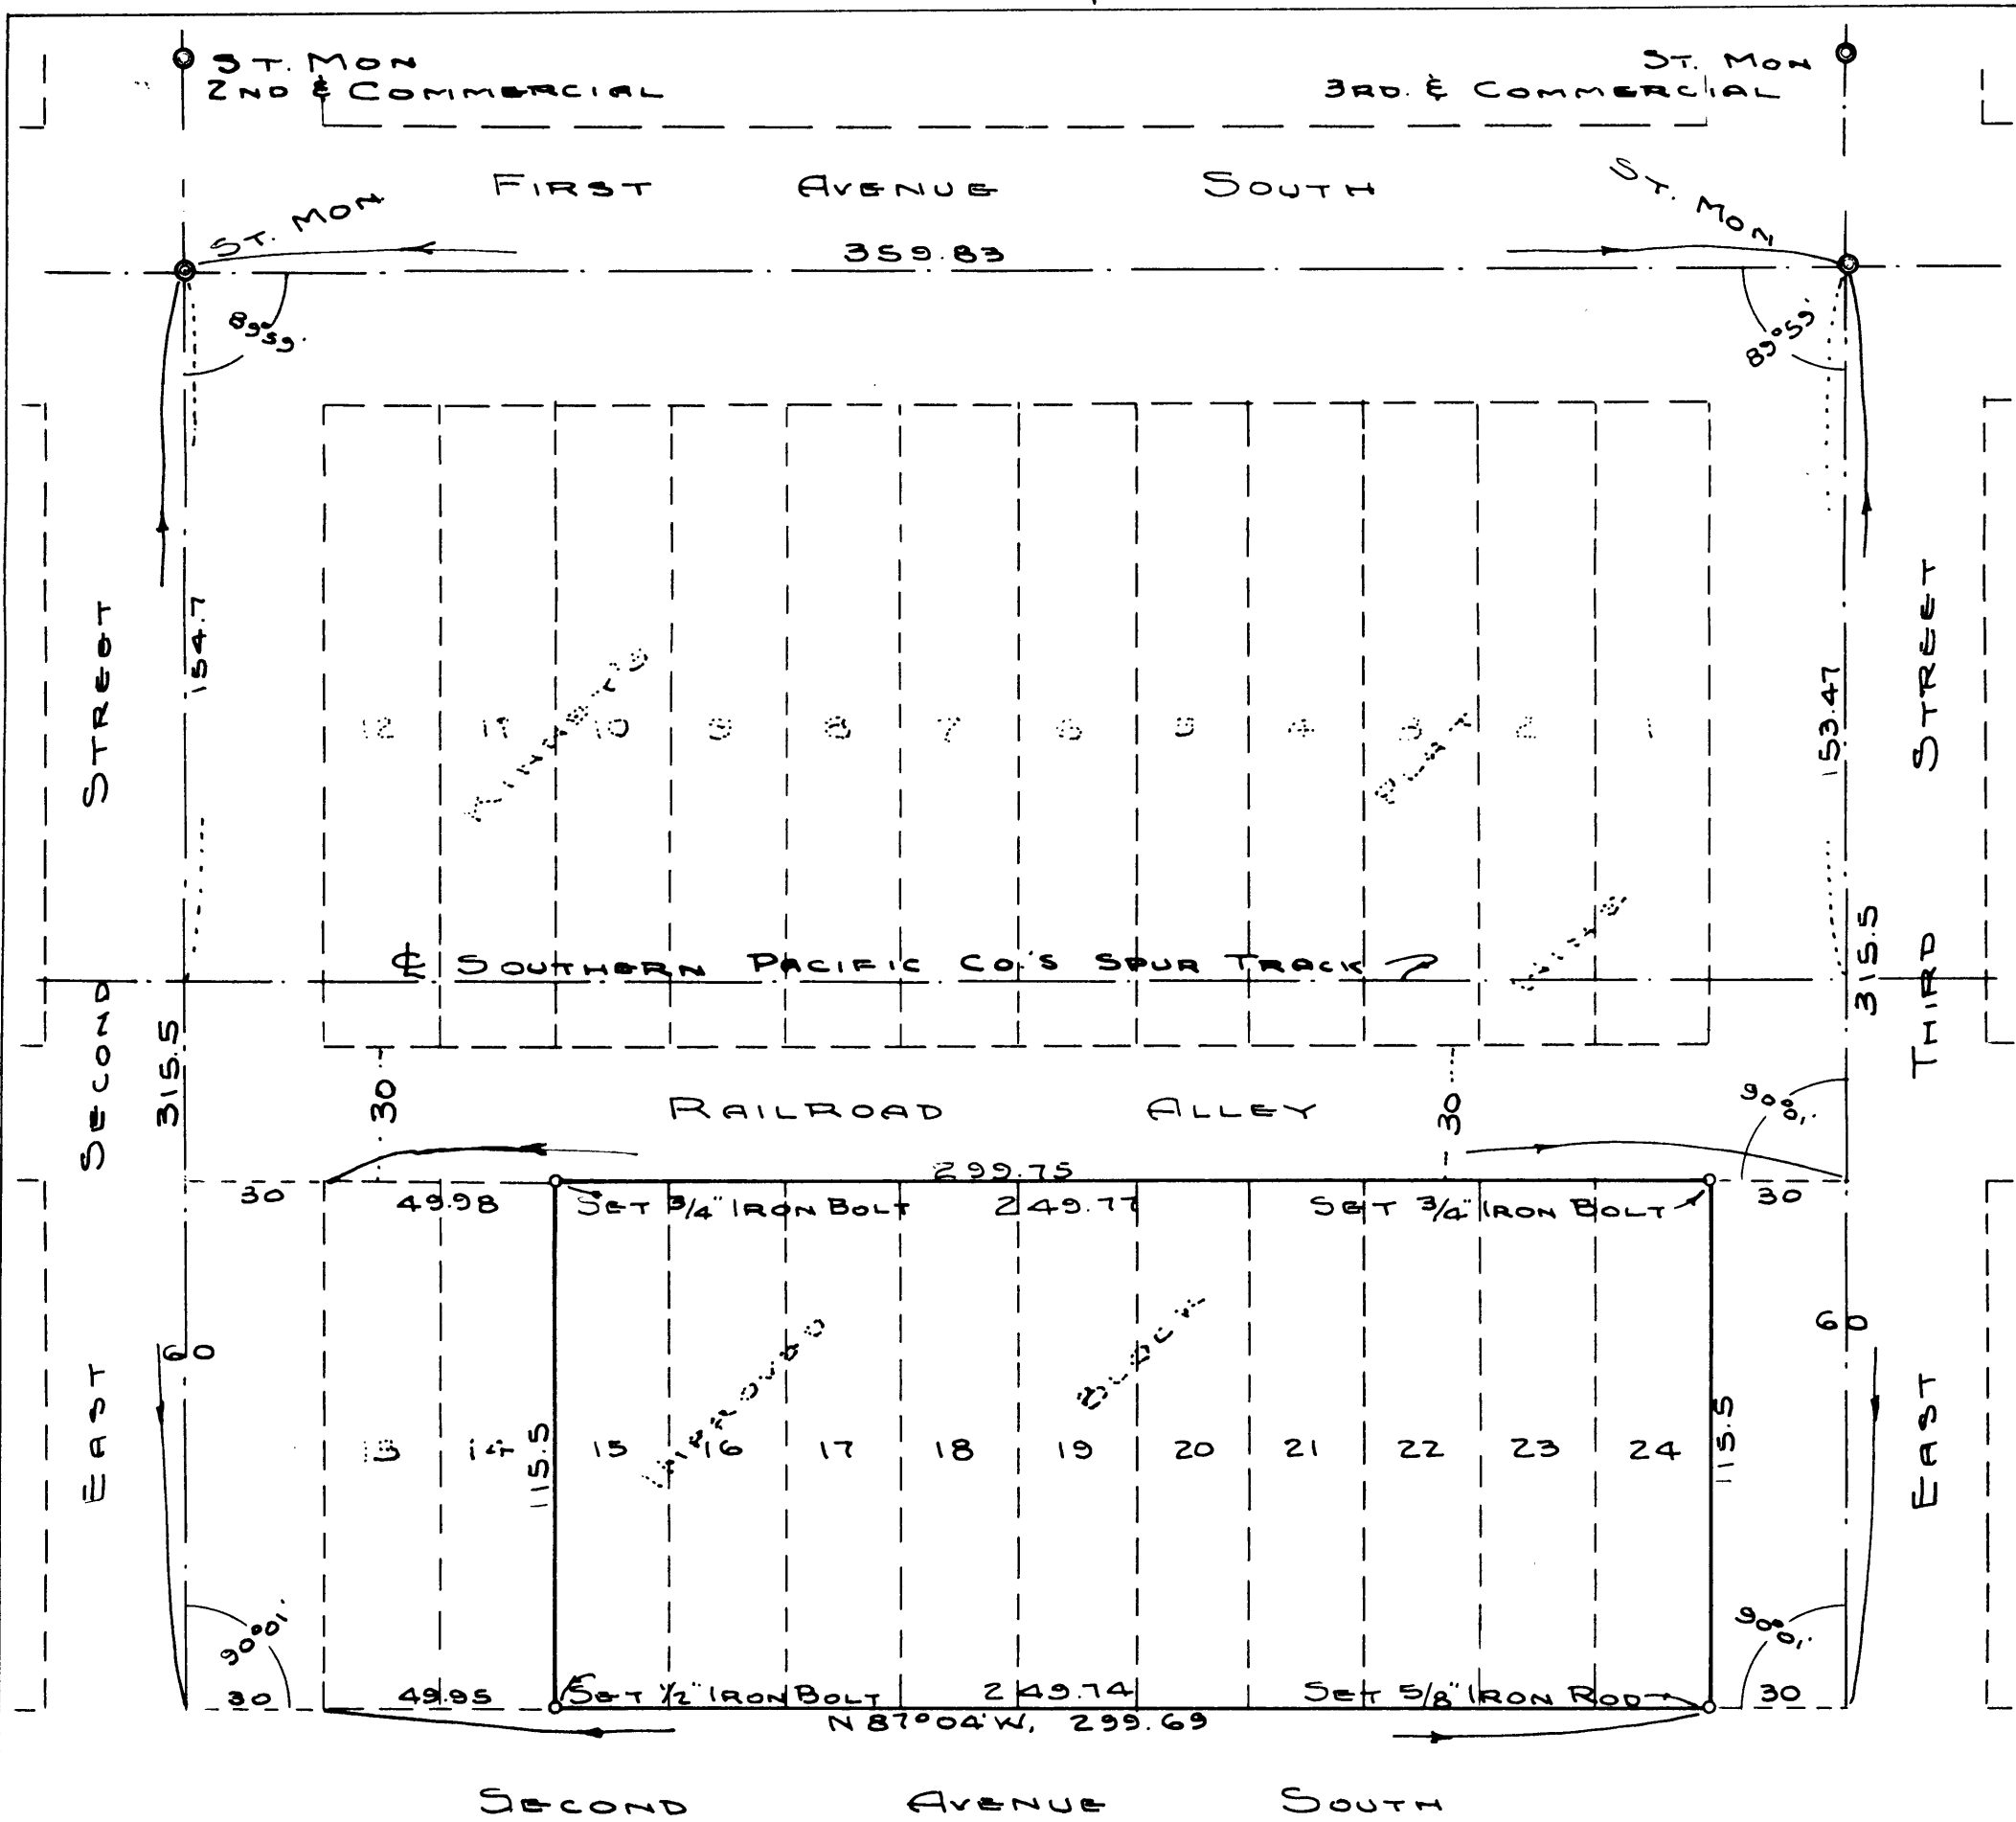 ST. MON
2ND & COMMERCIAL
ST. MON
3RD. & COMMERCIAL
FIRST AVENUE SOUTH
ST. MON
ST. MON
359.83
89°59'
89°59'
154.7
153.47
EAST SECOND STREET
EAST THIRD STREET
12 11 10 9 8 7 6 5 4 3 2 1
℄ SOUTHERN PACIFIC CO.'S SPUR TRACK
315.5
315.5
30
RAILROAD ALLEY
30
90°01'
299.75
30
49.98
SET 3/4" IRON BOLT
249.77
SET 3/4" IRON BOLT
30
60
60
115.5
115.5
13 14 15 16 17 18 19 20 21 22 23 24
90°01'
90°01'
30
49.95
SET 1/2" IRON BOLT
249.74
SET 5/8" IRON ROD
30
N 87°04' W, 299.69
SECOND AVENUE SOUTH